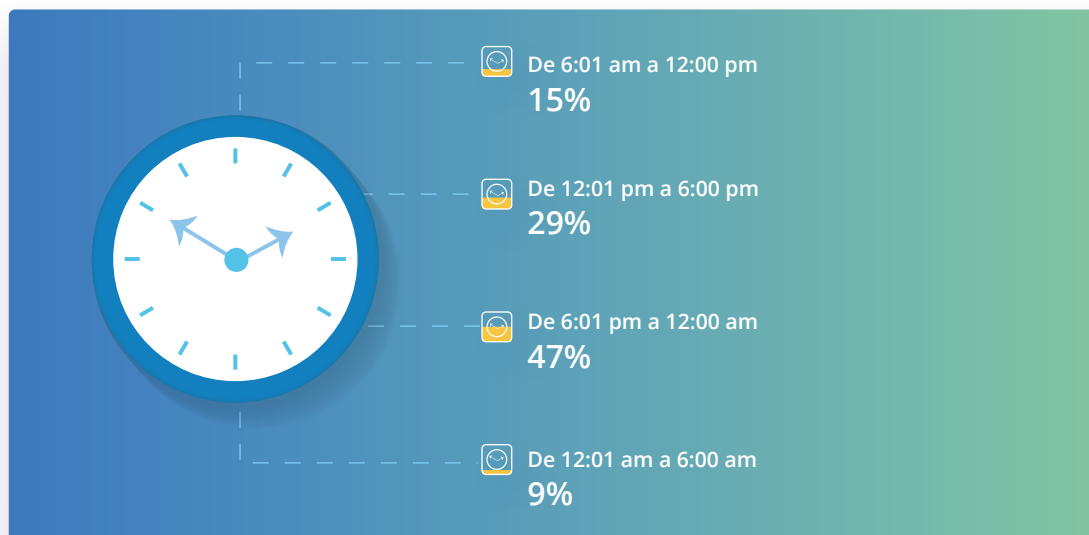 De 6:01 am a 12:00 pm
15%
De 12:01 pm a 6:00 pm
29%
De 6:01 pm a 12:00 am
47%
De 12:01 am a 6:00 am
9%